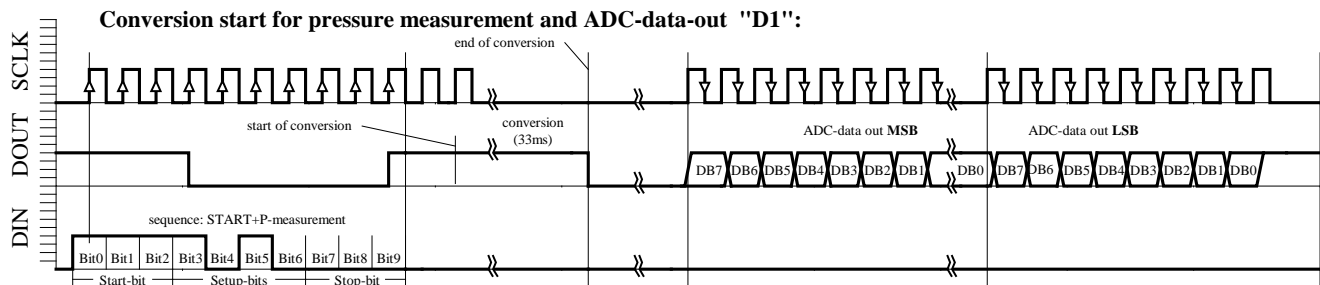 Conversion start for pressure measurement and ADC-data-out "D1":
end of conversion
SCLK
start of conversion
conversion
(33ms)
ADC-data out MSB
ADC-data out LSB
DOUT
DB7 DB6 DB5 DB4 DB3 DB2 DB1 DB0 DB7 DB6 DB5 DB4 DB3 DB2 DB1 DB0
sequence: START+P-measurement
DIN
Bit0 Bit1 Bit2 Bit3 Bit4 Bit5 Bit6 Bit7 Bit8 Bit9
Start-bit Setup-bits Stop-bit